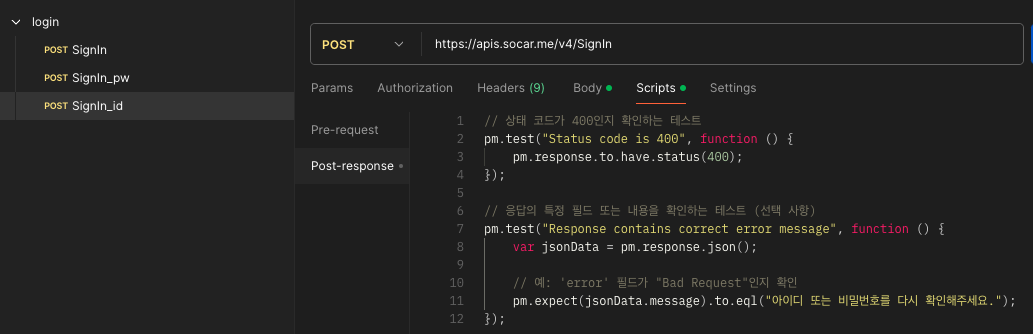 login
POST SignIn
POST SignIn_pw
POST SignIn_id
POST https://apis.socar.me/v4/SignIn
Params Authorization Headers (9) Body Scripts Settings
Pre-request
Post-response
1 // 상태 코드가 400인지 확인하는 테스트
2 pm.test("Status code is 400", function () {
3 pm.response.to.have.status(400);
4 });
5
6 // 응답의 특정 필드 또는 내용을 확인하는 테스트 (선택 사항)
7 pm.test("Response contains correct error message", function () {
8 var jsonData = pm.response.json();
9
10 // 예: 'error' 필드가 "Bad Request"인지 확인
11 pm.expect(jsonData.message).to.eql("아이디 또는 비밀번호를 다시 확인해주세요.");
12 });